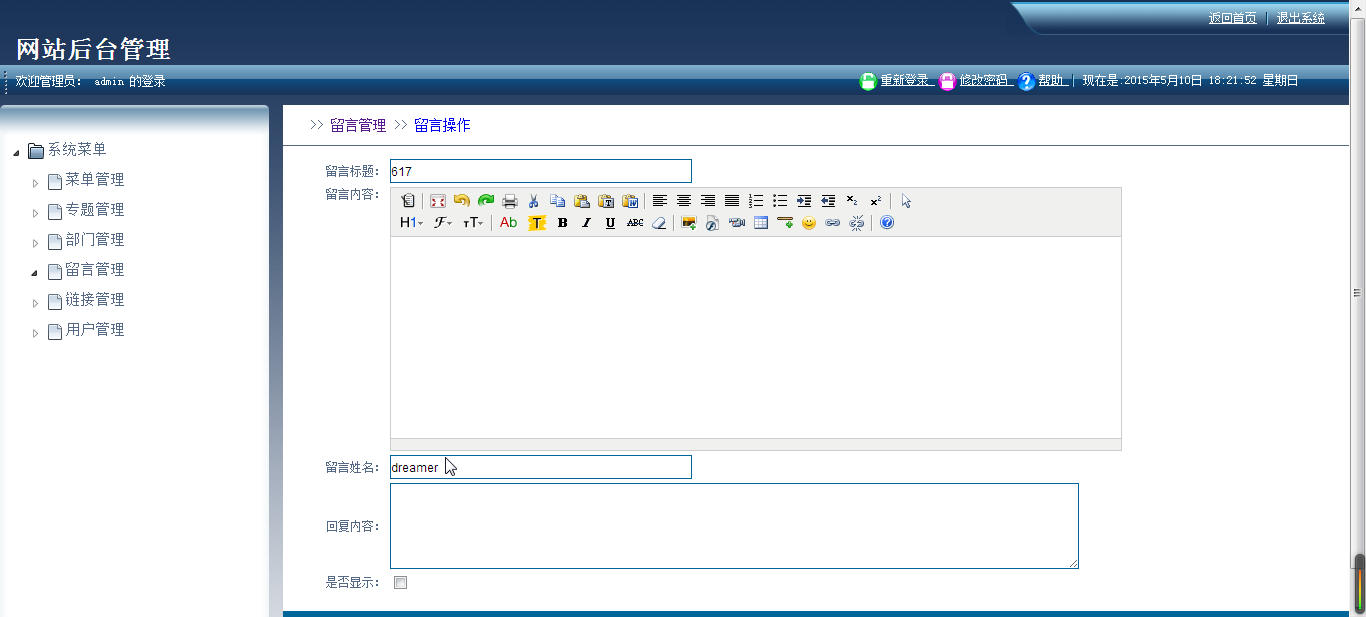 返回首页 | 退出系统
网站后台管理
欢迎管理员： admin 的登录
重新登录 修改密码 帮助 | 现在是:2015年5月10日 18:21:52 星期日
系统菜单
菜单管理
专题管理
部门管理
留言管理
链接管理
用户管理
>> 留言管理 >> 留言操作
留言标题： 617
留言内容：
H1 F TT Ab T B I U ABC
留言姓名： dreamer
回复内容：
是否显示：